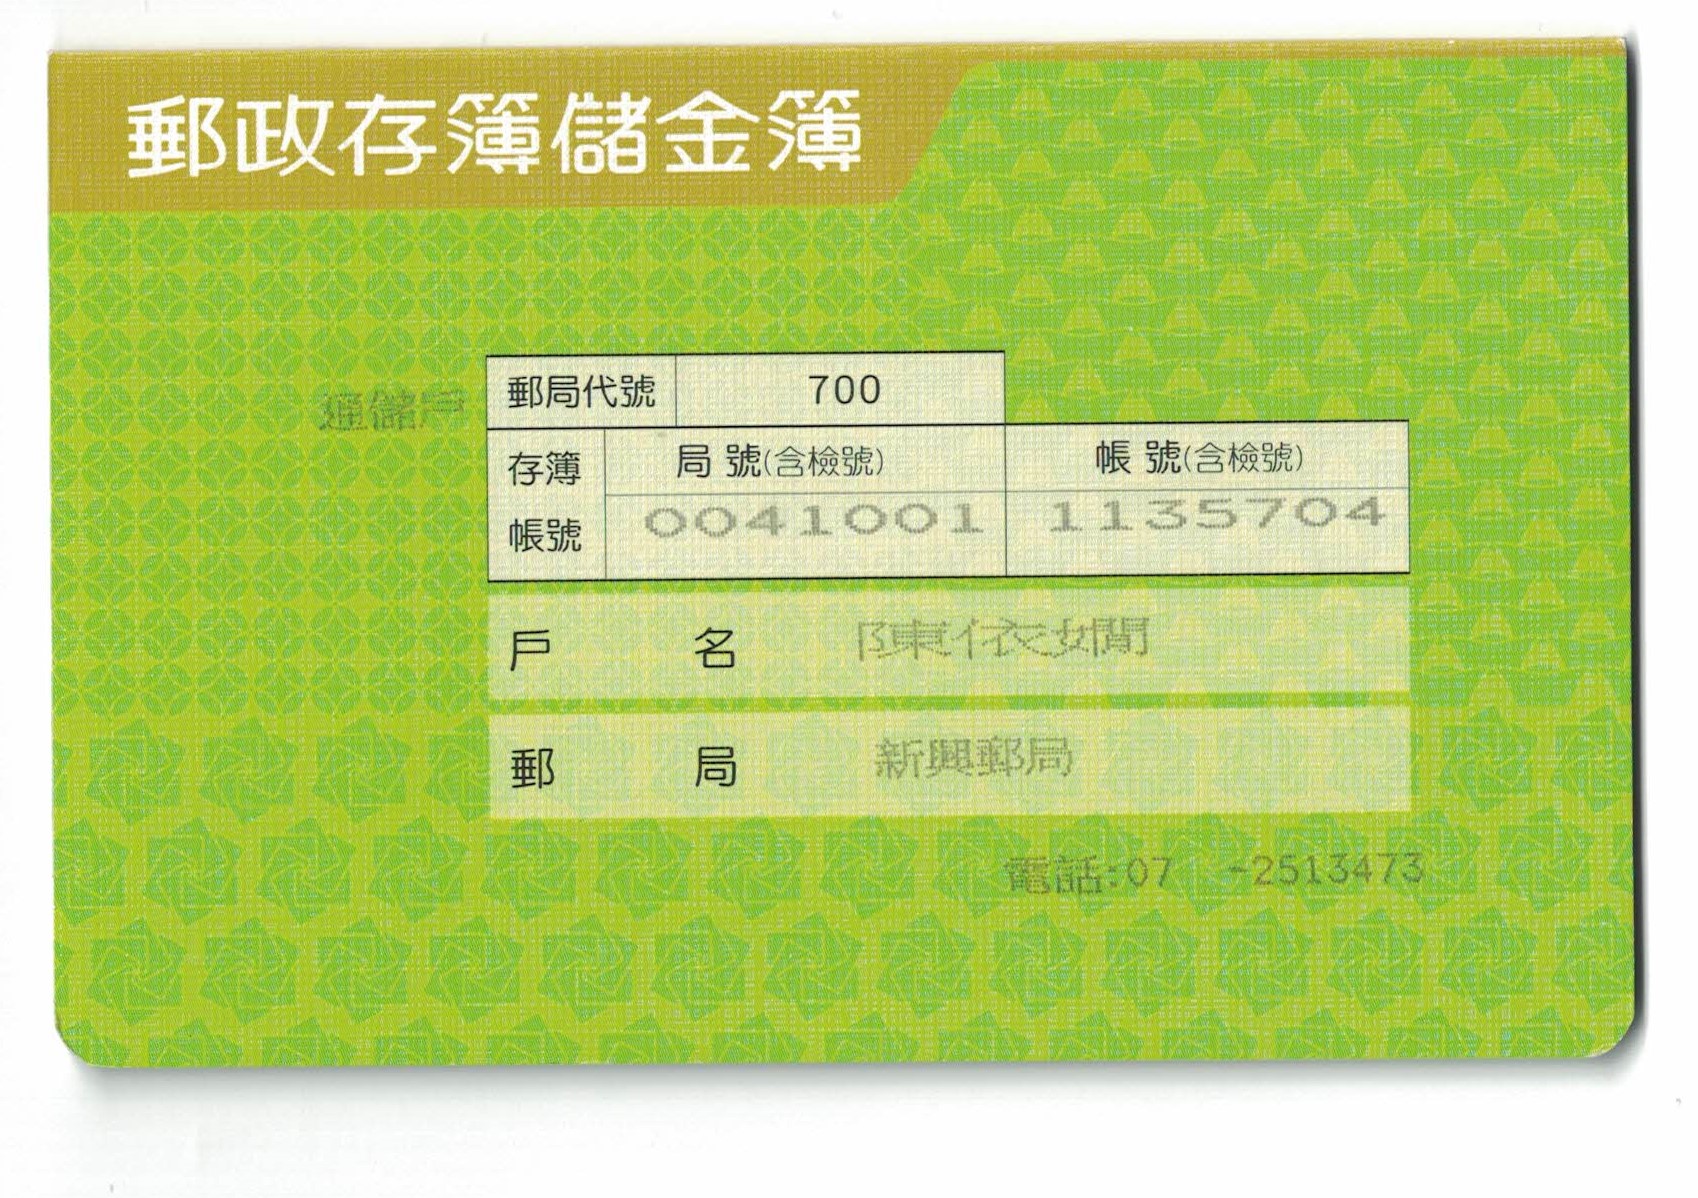 郵政存簿儲金簿
通儲戶
郵局代號 700
存簿帳號
局 號(含檢號) 帳 號(含檢號)
0041001 1135704
戶 名 陳依嫺
郵 局 新興郵局
電話:07 -2513473